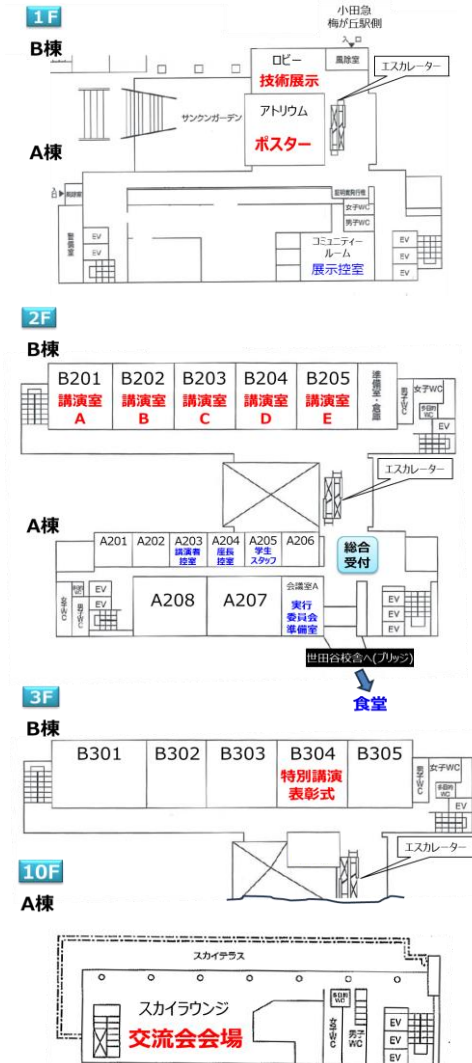 1F
小田急
梅が丘駅側
B棟
入口
ロビー
技術展示
風除室
エスカレーター
サンクンガーデン
アトリウム
ポスター
A棟
入口
警備室
EV
EV
女子WC
男子WC
コミュニティー
ルーム
展示控室
EV
EV
EV
2F
B棟
B201
講演室
A
B202
講演室
B
B203
講演室
C
B204
講演室
D
B205
講演室
E
準備室・倉庫
男子WC
女子WC
多目的
WC
EV
エスカレーター
A棟
A201
A202
A203
講演者
控室
A204
座長
控室
A205
学生
スタッフ
A206
総合
受付
女子WC
男子WC
EV
EV
A208
A207
会議室A
実行
委員会
準備室
EV
EV
EV
世田谷校舎へ(ブリッジ)
食堂
3F
B棟
B301
B302
B303
B304
特別講演
表彰式
B305
男子WC
女子WC
多目的
WC
EV
エスカレーター
10F
A棟
スカイテラス
スカイラウンジ
交流会会場
女子WC
多目的
WC
男子WC
EV
EV
EV